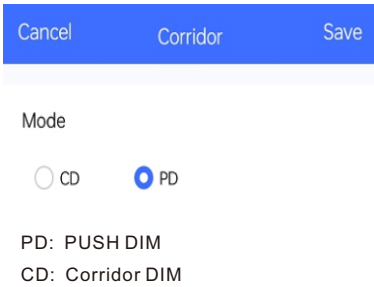 Cancel Corridor Save
Mode
CD PD
PD: PUSH DIM
CD: Corridor DIM